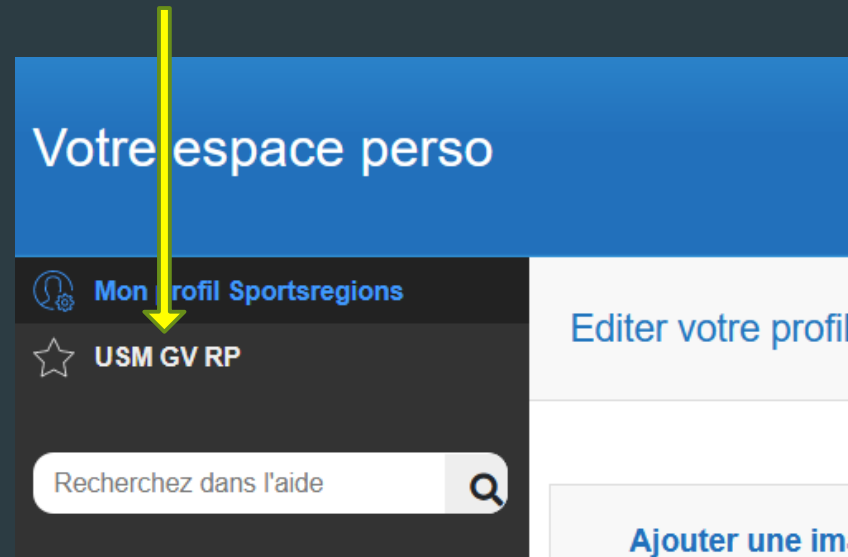 Votre espace perso
Mon profil Sportsregions
USM GV RP
Recherchez dans l'aide
Editer votre profil
Ajouter une